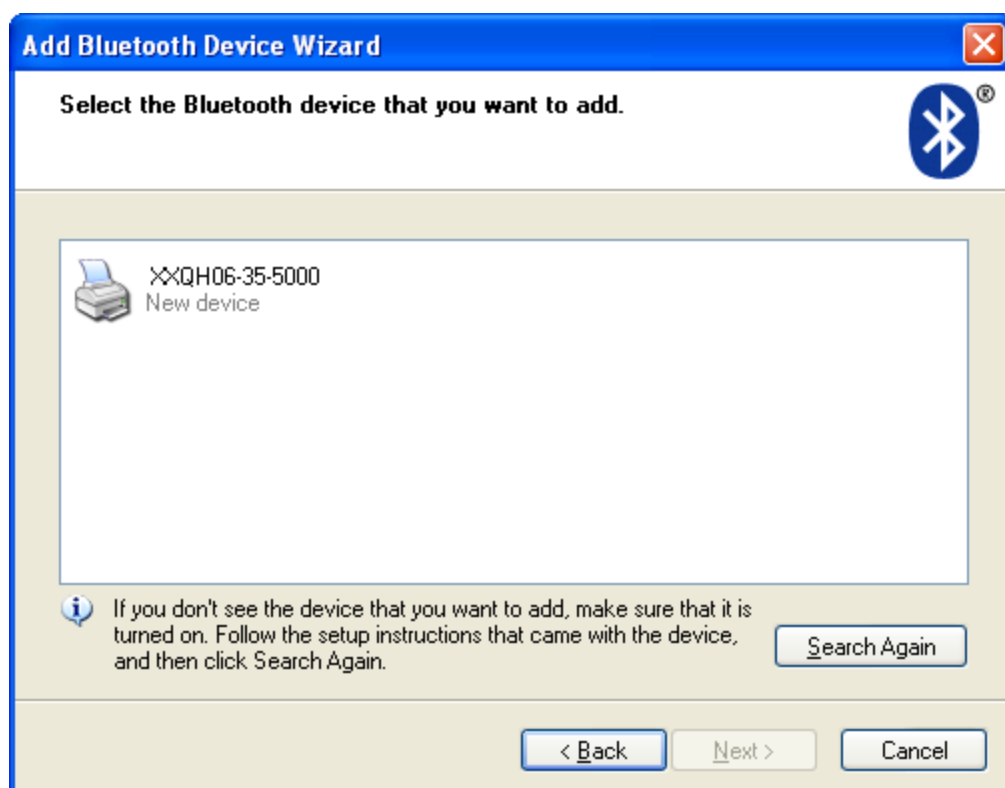 Add Bluetooth Device Wizard
Select the Bluetooth device that you want to add.
®
XXQH06-35-5000
New device
If you don't see the device that you want to add, make sure that it is
turned on. Follow the setup instructions that came with the device,
and then click Search Again.
Search Again
< Back
Next >
Cancel